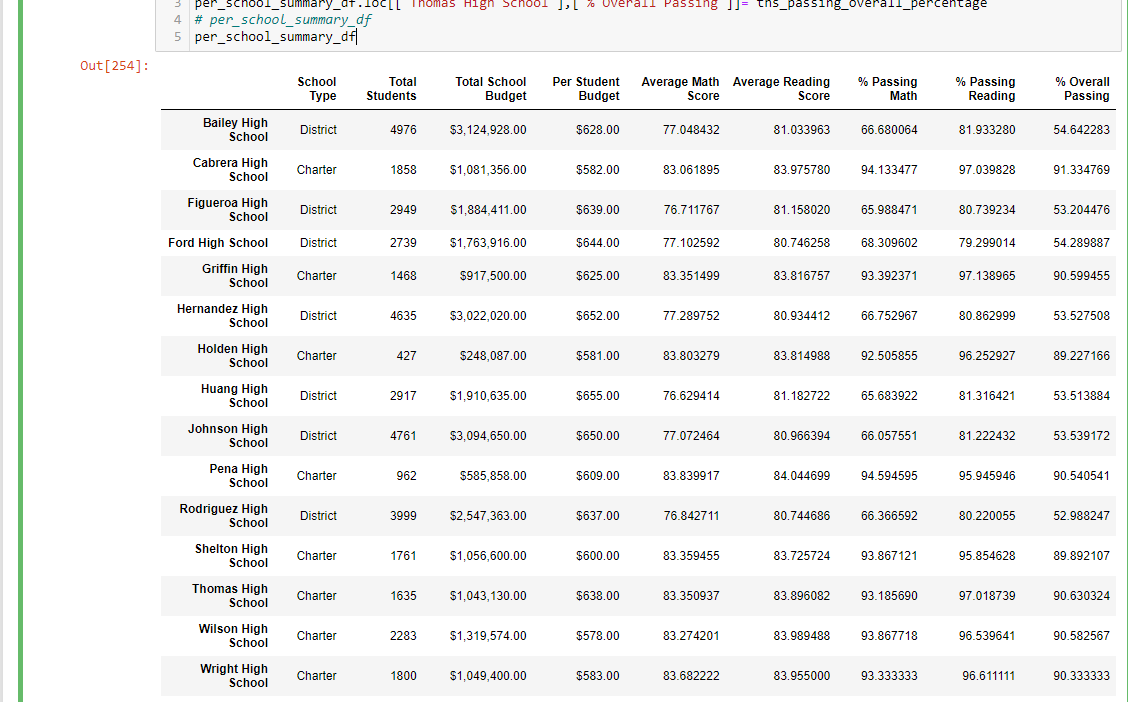 3 per_school_summary_df.loc[["Thomas High School"],["% Overall Passing"]]= ths_passing_overall_percentage
4 # per_school_summary_df
5 per_school_summary_df
Out[254]:
School Type Total Students Total School Budget Per Student Budget Average Math Score Average Reading Score % Passing Math % Passing Reading % Overall Passing
Bailey High School District 4976 $3,124,928.00 $628.00 77.048432 81.033963 66.680064 81.933280 54.642283
Cabrera High School Charter 1858 $1,081,356.00 $582.00 83.061895 83.975780 94.133477 97.039828 91.334769
Figueroa High School District 2949 $1,884,411.00 $639.00 76.711767 81.158020 65.988471 80.739234 53.204476
Ford High School District 2739 $1,763,916.00 $644.00 77.102592 80.746258 68.309602 79.299014 54.289887
Griffin High School Charter 1468 $917,500.00 $625.00 83.351499 83.816757 93.392371 97.138965 90.599455
Hernandez High School District 4635 $3,022,020.00 $652.00 77.289752 80.934412 66.752967 80.862999 53.527508
Holden High School Charter 427 $248,087.00 $581.00 83.803279 83.814988 92.505855 96.252927 89.227166
Huang High School District 2917 $1,910,635.00 $655.00 76.629414 81.182722 65.683922 81.316421 53.513884
Johnson High School District 4761 $3,094,650.00 $650.00 77.072464 80.966394 66.057551 81.222432 53.539172
Pena High School Charter 962 $585,858.00 $609.00 83.839917 84.044699 94.594595 95.945946 90.540541
Rodriguez High School District 3999 $2,547,363.00 $637.00 76.842711 80.744686 66.366592 80.220055 52.988247
Shelton High School Charter 1761 $1,056,600.00 $600.00 83.359455 83.725724 93.867121 95.854628 89.892107
Thomas High School Charter 1635 $1,043,130.00 $638.00 83.350937 83.896082 93.185690 97.018739 90.630324
Wilson High School Charter 2283 $1,319,574.00 $578.00 83.274201 83.989488 93.867718 96.539641 90.582567
Wright High School Charter 1800 $1,049,400.00 $583.00 83.682222 83.955000 93.333333 96.611111 90.333333